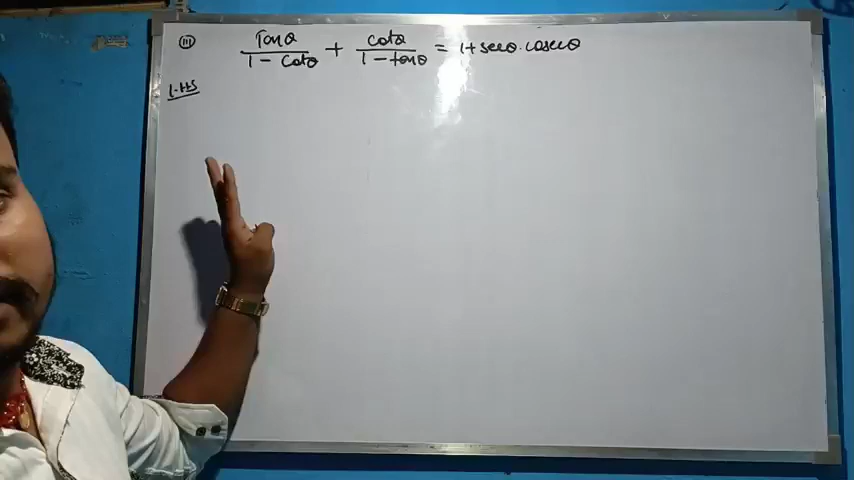 (iii) Tanθ / 1 - Cotθ + cotθ / 1 - tanθ = 1 + secθ . cosecθ
L.H.S